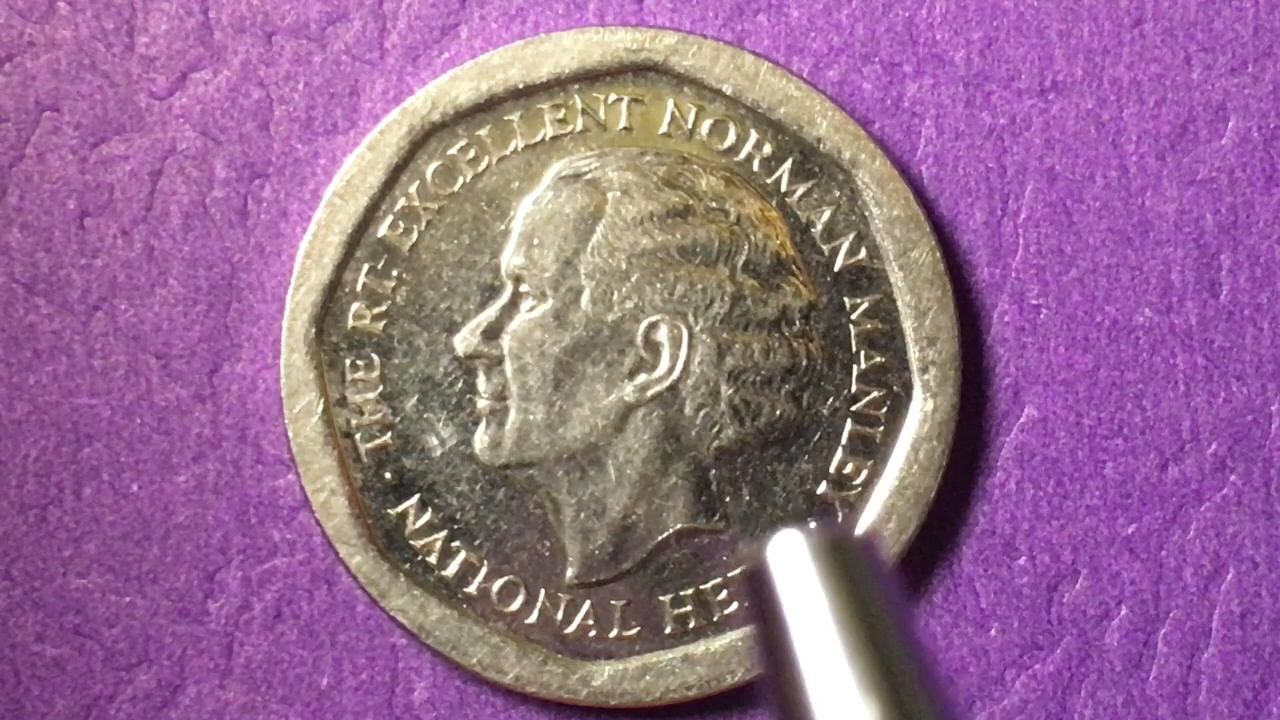 THE RT. EXCELLENT NORMAN MANLEY
· NATIONAL HE